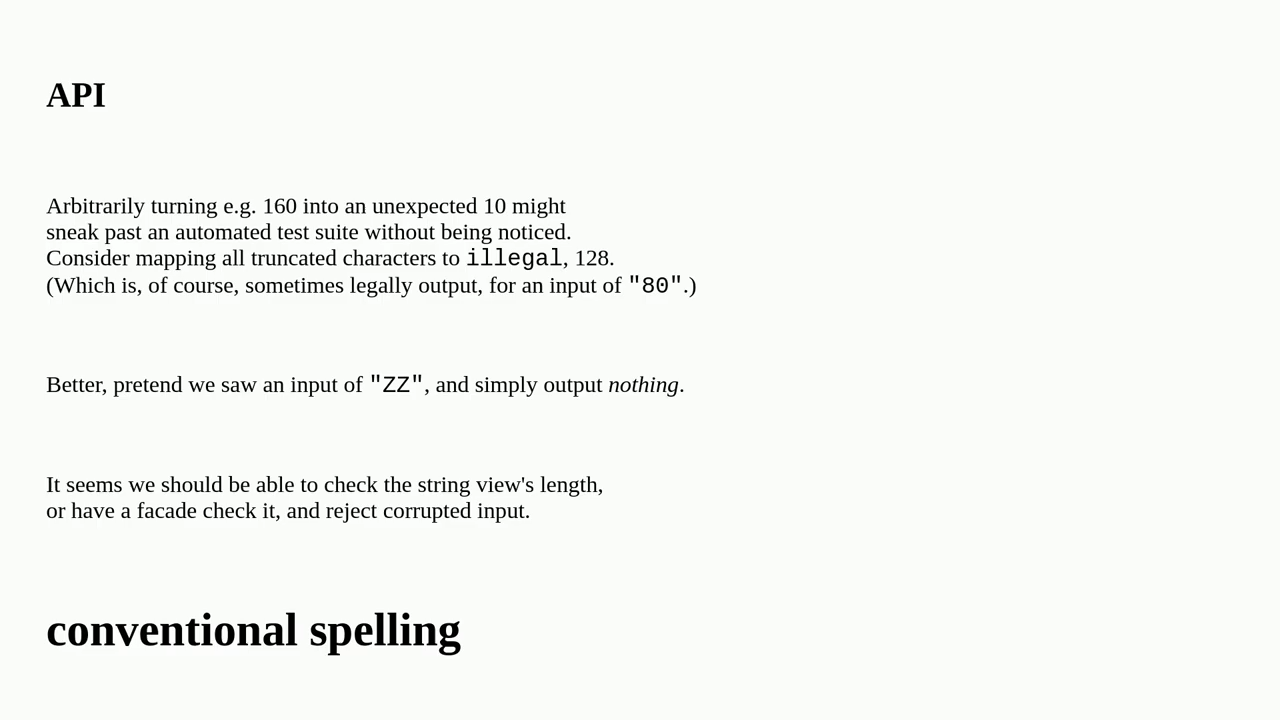 API
Arbitrarily turning e.g. 160 into an unexpected 10 might
sneak past an automated test suite without being noticed.
Consider mapping all truncated characters to illegal, 128.
(Which is, of course, sometimes legally output, for an input of "80".)
Better, pretend we saw an input of "ZZ", and simply output nothing.
It seems we should be able to check the string view's length,
or have a facade check it, and reject corrupted input.
conventional spelling